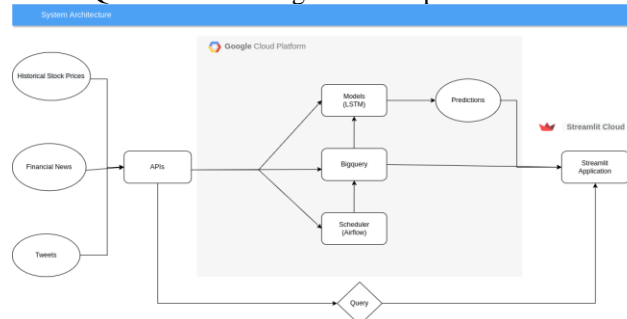 System Architecture
Google Cloud Platform
Historical Stock Prices
Models
(LSTM)
Predictions
Streamlit Cloud
Financial News
APIs
Bigquery
Streamlit
Application
Scheduler
(Airflow)
Tweets
Query